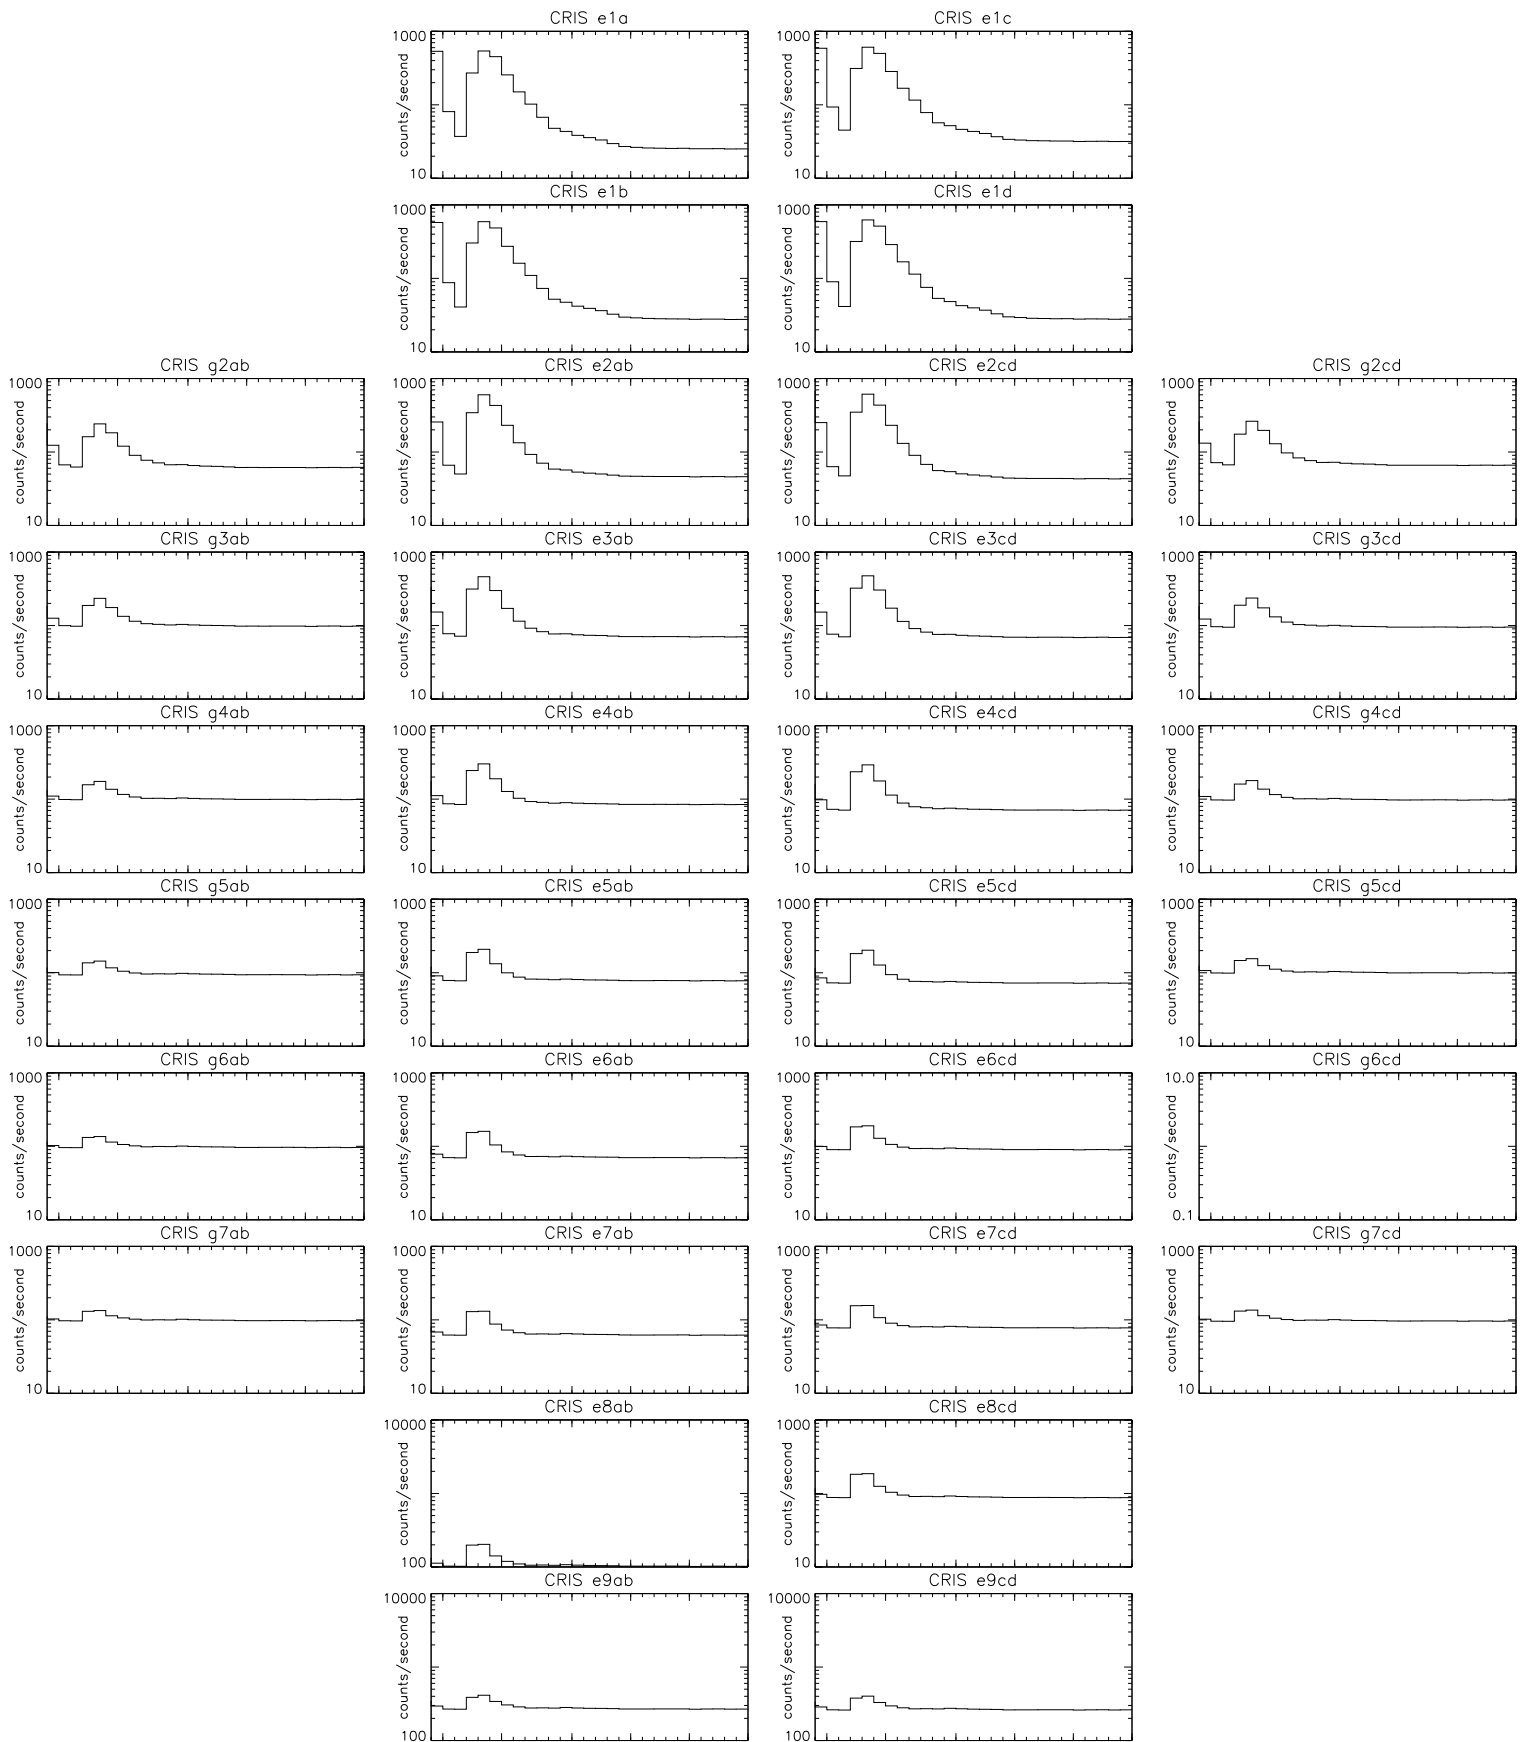 CRIS e1a CRIS e1c
1000 1000
counts/second counts/second
10 10
CRIS e1b CRIS e1d
1000 1000
counts/second counts/second
10 10
CRIS g2ab CRIS e2ab CRIS e2cd CRIS g2cd
1000 1000 1000 1000
counts/second counts/second counts/second counts/second
10 10 10 10
CRIS g3ab CRIS e3ab CRIS e3cd CRIS g3cd
1000 1000 1000 1000
counts/second counts/second counts/second counts/second
10 10 10 10
CRIS g4ab CRIS e4ab CRIS e4cd CRIS g4cd
1000 1000 1000 1000
counts/second counts/second counts/second counts/second
10 10 10 10
CRIS g5ab CRIS e5ab CRIS e5cd CRIS g5cd
1000 1000 1000 1000
counts/second counts/second counts/second counts/second
10 10 10 10
CRIS g6ab CRIS e6ab CRIS e6cd CRIS g6cd
1000 1000 1000 10.0
counts/second counts/second counts/second counts/second
10 10 10 0.1
CRIS g7ab CRIS e7ab CRIS e7cd CRIS g7cd
1000 1000 1000 1000
counts/second counts/second counts/second counts/second
10 10 10 10
CRIS e8ab CRIS e8cd
10000 1000
counts/second counts/second
100 10
CRIS e9ab CRIS e9cd
10000 10000
counts/second counts/second
100 100